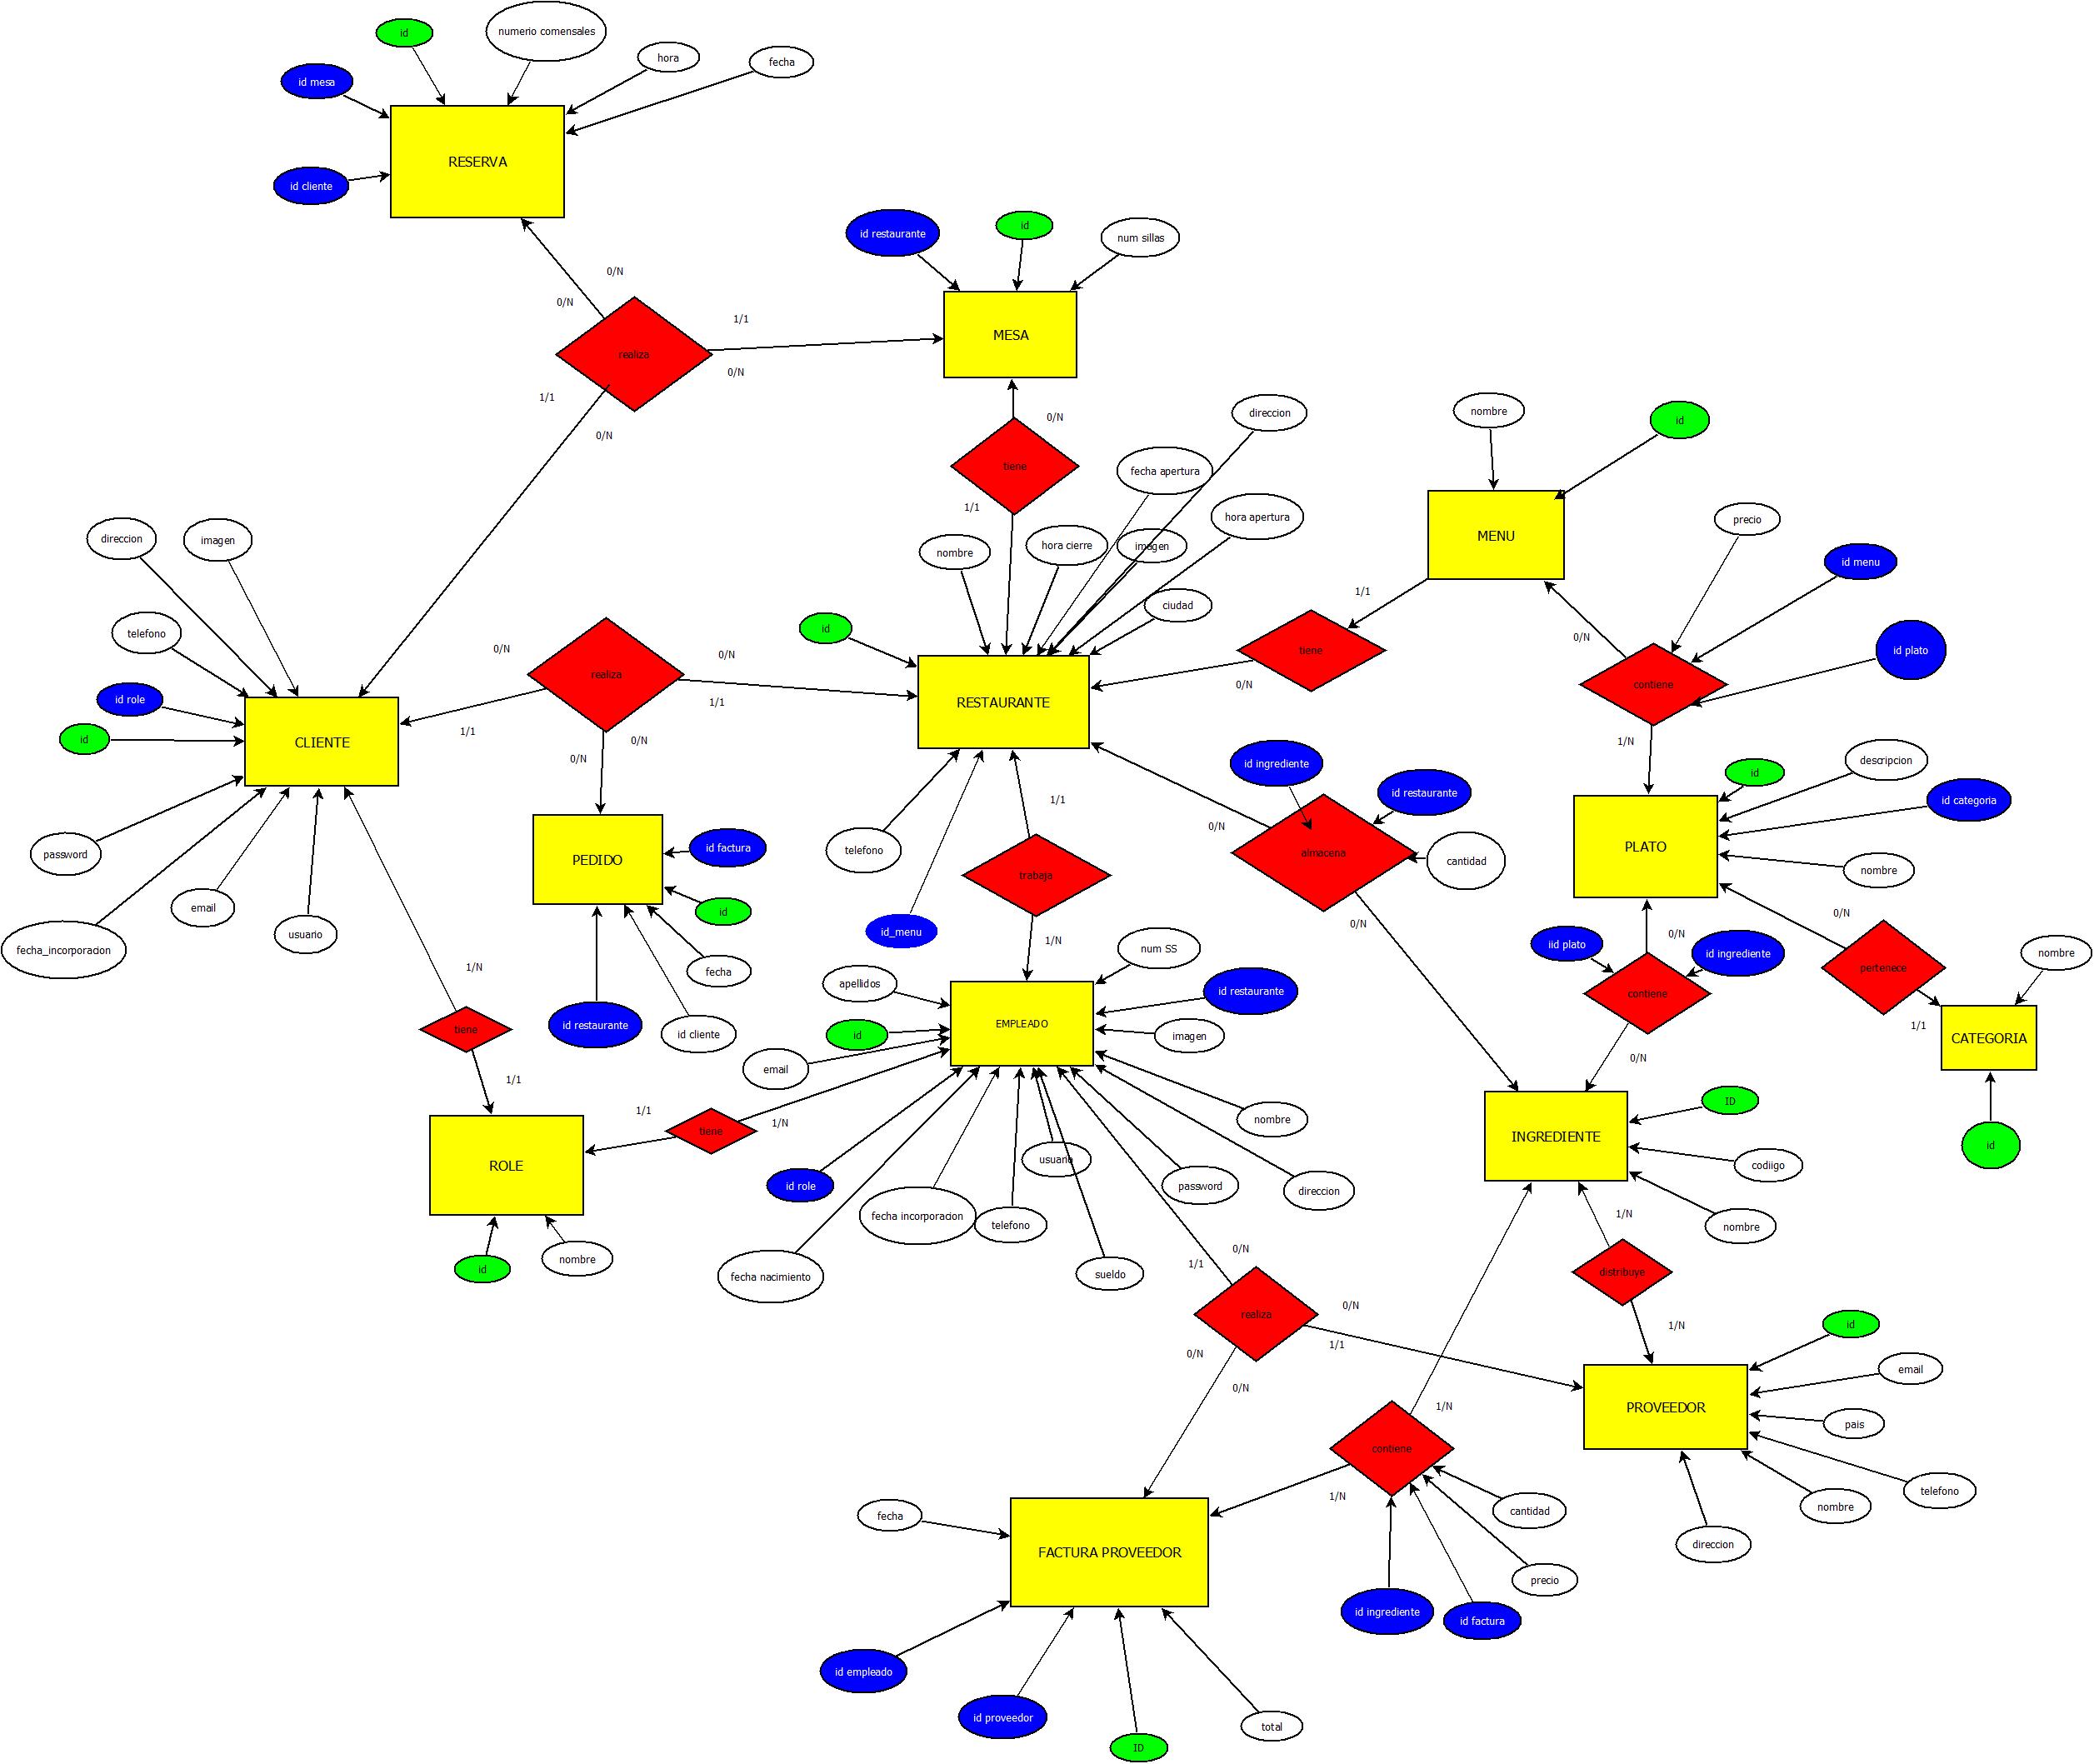 id
numerio comensales
hora
fecha
id mesa
RESERVA
id cliente
0/N
0/N
realiza
1/1
0/N
1/1
0/N
id restaurante
id
num sillas
MESA
0/N
tiene
1/1
direccion
fecha apertura
hora apertura
nombre
hora cierre
imagen
ciudad
id
RESTAURANTE
telefono
id_menu
nombre
id
MENU
1/1
tiene
0/N
precio
id menu
id plato
0/N
contiene
1/N
direccion
imagen
telefono
id role
id
CLIENTE
password
fecha_incorporacion
email
usuario
0/N
0/N
realiza
1/1
1/1
0/N
0/N
PEDIDO
id factura
id
fecha
id restaurante
id cliente
1/1
trabaja
1/N
id ingrediente
id restaurante
0/N
almacena
cantidad
0/N
id
descripcion
id categoria
PLATO
nombre
0/N
pertenece
1/1
nombre
CATEGORIA
id
iid plato
0/N
id ingrediente
contiene
0/N
1/N
tiene
1/1
ROLE
id
nombre
1/1
tiene
1/N
apellidos
num SS
id restaurante
id
EMPLEADO
imagen
email
nombre
id role
usuario
password
direccion
fecha incorporacion
telefono
fecha nacimiento
sueldo
ID
INGREDIENTE
codiigo
nombre
1/N
distribuye
1/N
0/N
1/1
realiza
0/N
1/1
0/N
0/N
id
email
PROVEEDOR
pais
telefono
nombre
direccion
1/N
contiene
1/N
cantidad
precio
id ingrediente
id factura
fecha
FACTURA PROVEEDOR
id empleado
id proveedor
ID
total